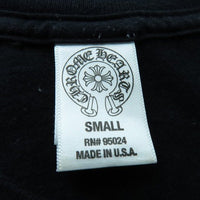 CHROME HEARTS
SMALL
RN# 95024
MADE IN U.S.A.